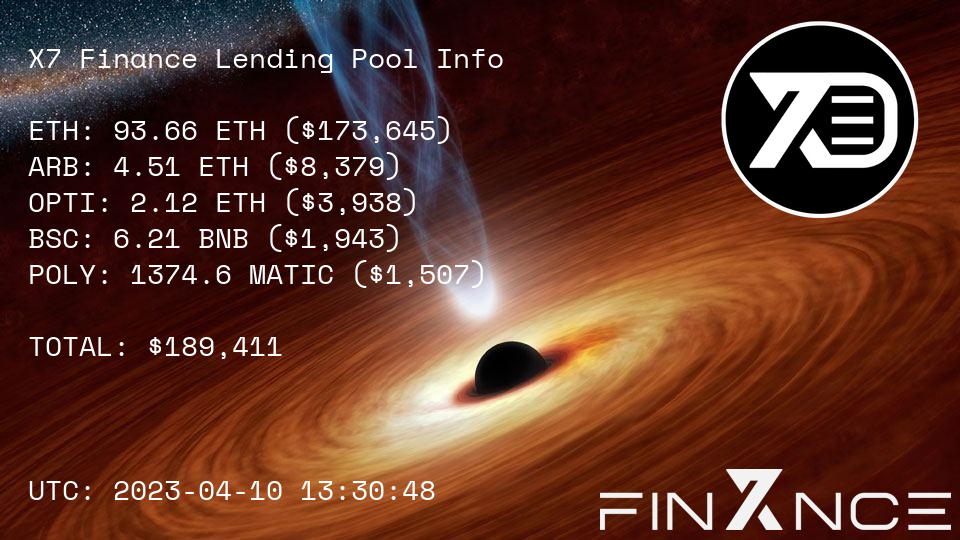 X7 Finance Lending Pool Info
ETH: 93.66 ETH ($173,645)
ARB: 4.51 ETH ($8,379)
OPTI: 2.12 ETH ($3,938)
BSC: 6.21 BNB ($1,943)
POLY: 1374.6 MATIC ($1,507)
TOTAL: $189,411
UTC: 2023-04-10 13:30:48
X7D
FINANCE